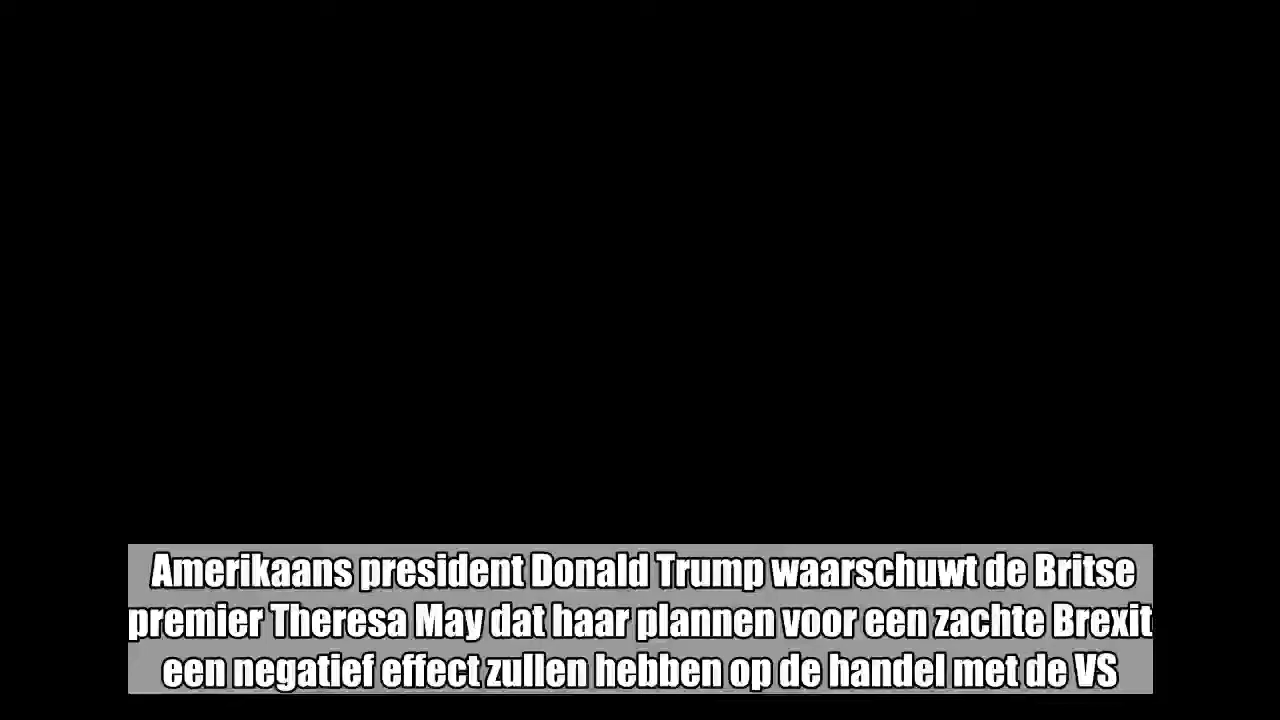 Amerikaans president Donald Trump waarschuwt de Britse
premier Theresa May dat haar plannen voor een zachte Brexit
een negatief effect zullen hebben op de handel met de VS